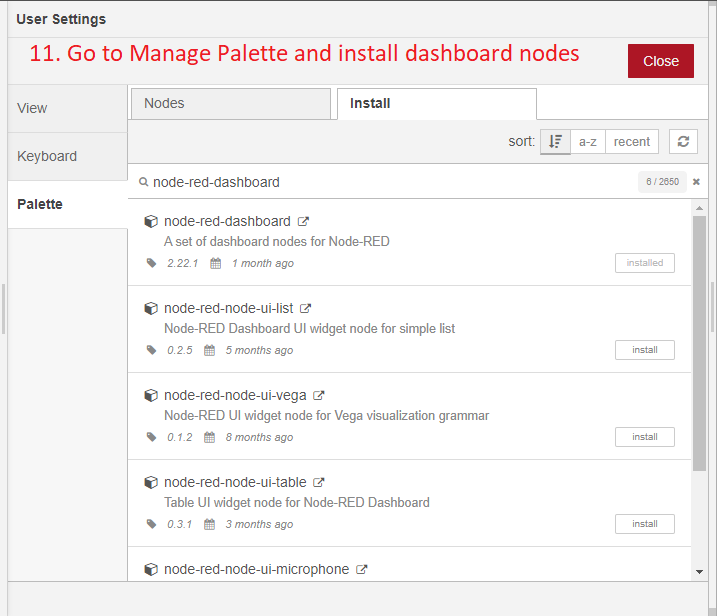 User Settings
11. Go to Manage Palette and install dashboard nodes
Close
View
Keyboard
Palette
Nodes
Install
sort:
a-z
recent
node-red-dashboard
6 / 2650
node-red-dashboard
A set of dashboard nodes for Node-RED
2.22.1
1 month ago
installed
node-red-node-ui-list
Node-RED Dashboard UI widget node for simple list
0.2.5
5 months ago
install
node-red-node-ui-vega
Node-RED UI widget node for Vega visualization grammar
0.1.2
8 months ago
install
node-red-node-ui-table
Table UI widget node for Node-RED Dashboard
0.3.1
3 months ago
install
node-red-node-ui-microphone